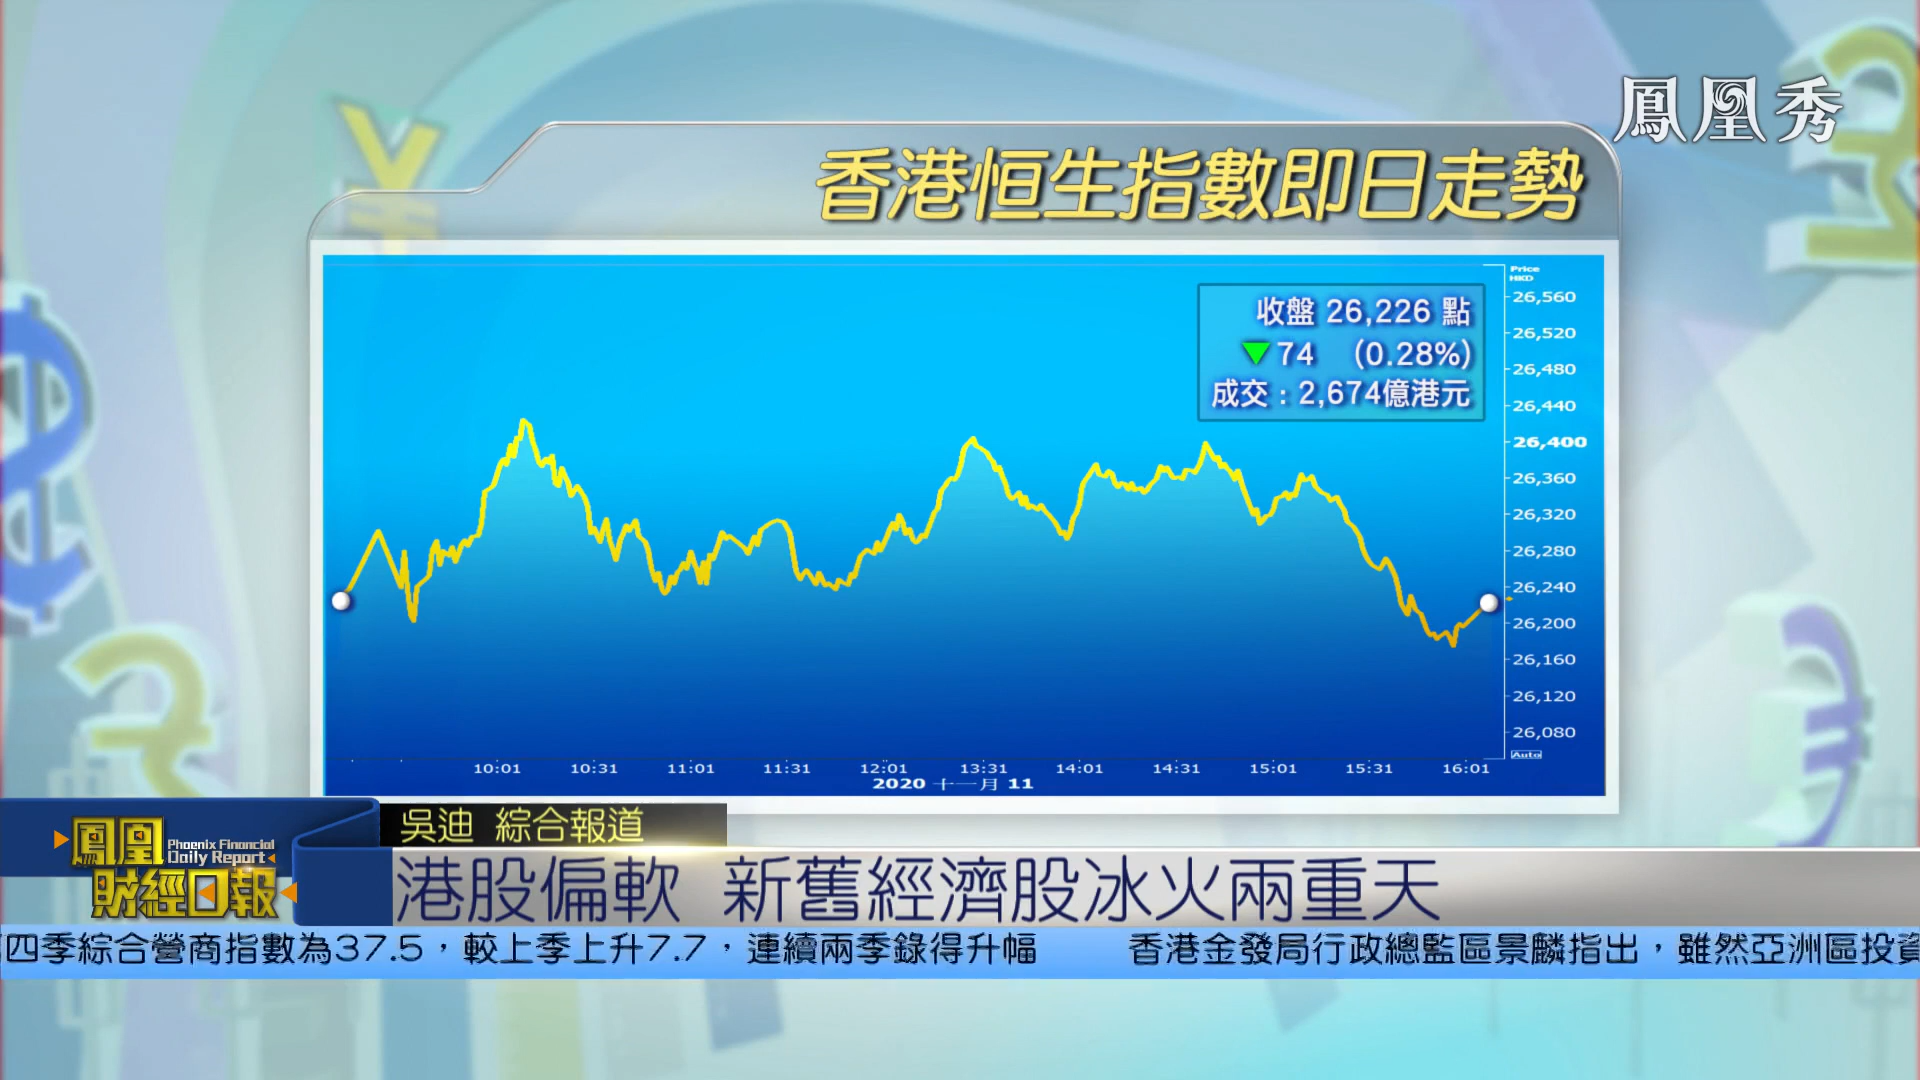 鳳凰秀
香港恒生指數即日走勢
收盤 26,226 點
▼74 (0.28%)
成交：2,674億港元
Price
HKD
26,560
26,520
26,480
26,440
26,400
26,360
26,320
26,280
26,240
26,200
26,160
26,120
26,080
Auto
10:01 10:31 11:01 11:31 12:01 13:31 14:01 14:31 15:01 15:31 16:01
2020 十一月 11
鳳凰
Phoenix Financial
Daily Report
財經日報
吳迪 綜合報道
港股偏軟 新舊經濟股冰火兩重天
四季綜合營商指數為37.5，較上季上升7.7，連續兩季錄得升幅 香港金發局行政總監區景麟指出，雖然亞洲區投資